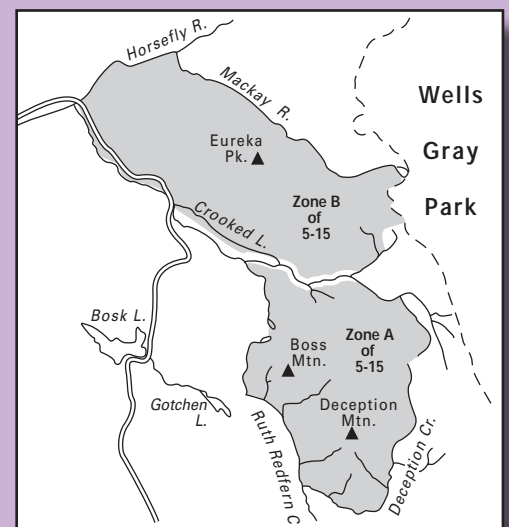 Horsefly R.
Mackay R.
Wells
Gray
Park
Eureka
Pk.
Zone B
of
5-15
Crooked L.
Bosk L.
Boss
Mtn.
Zone A
of
5-15
Gotchen
L.
Deception
Mtn.
Ruth Redfern C
Deception Cr.